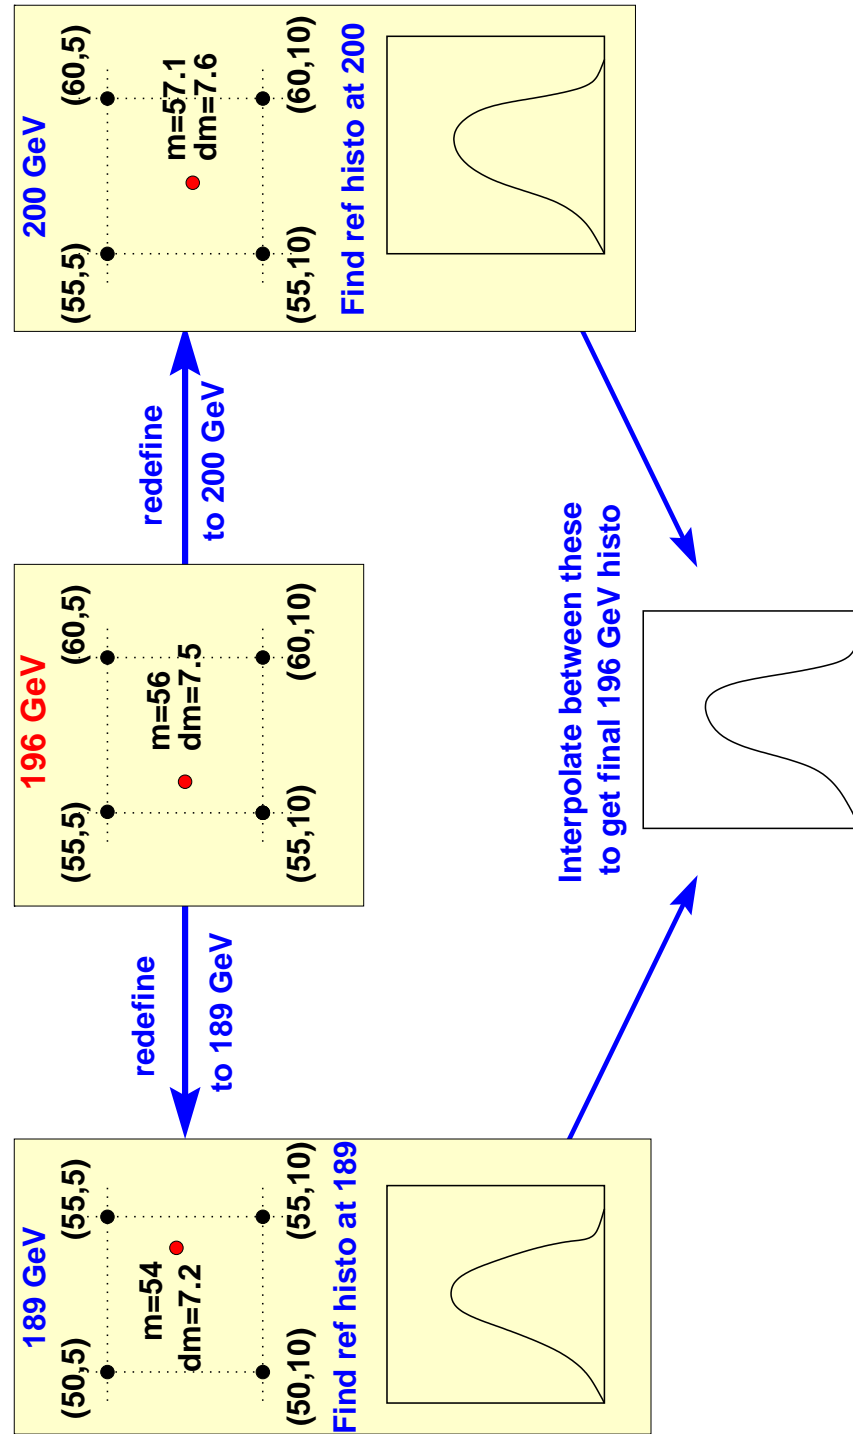 189 GeV
(50,5)
(55,5)
m=54
dm=7.2
(50,10)
(55,10)
Find ref histo at 189
redefine
to 189 GeV
196 GeV
(55,5)
(60,5)
m=56
dm=7.5
(55,10)
(60,10)
redefine
to 200 GeV
200 GeV
(55,5)
(60,5)
m=57.1
dm=7.6
(55,10)
(60,10)
Find ref histo at 200
Interpolate between these
to get final 196 GeV histo